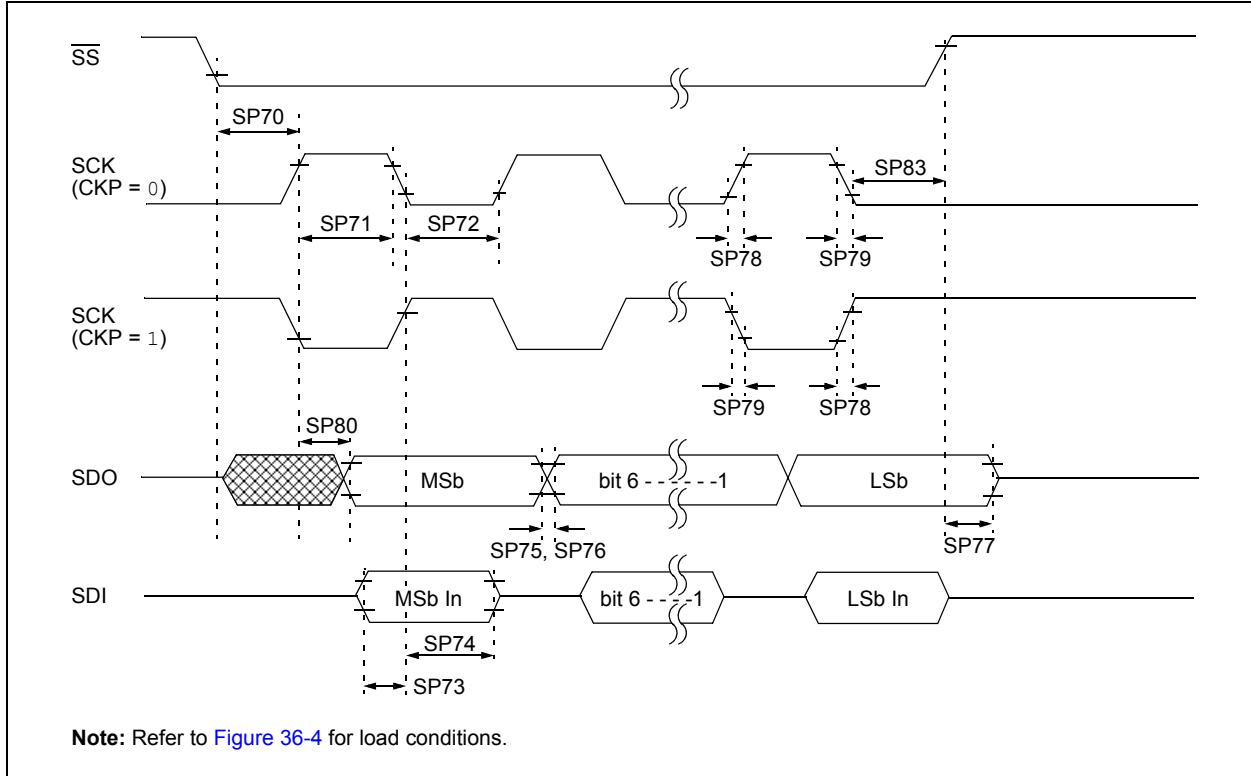 SS
SP70
SCK
(CKP = 0)
SP83
SP71
SP72
SP78
SP79
SCK
(CKP = 1)
SP79
SP78
SP80
SDO
MSb
bit 6 - - - - - - -1
LSb
SP75, SP76
SP77
SDI
MSb In
bit 6 - - - - -1
LSb In
SP74
SP73
Note: Refer to Figure 36-4 for load conditions.